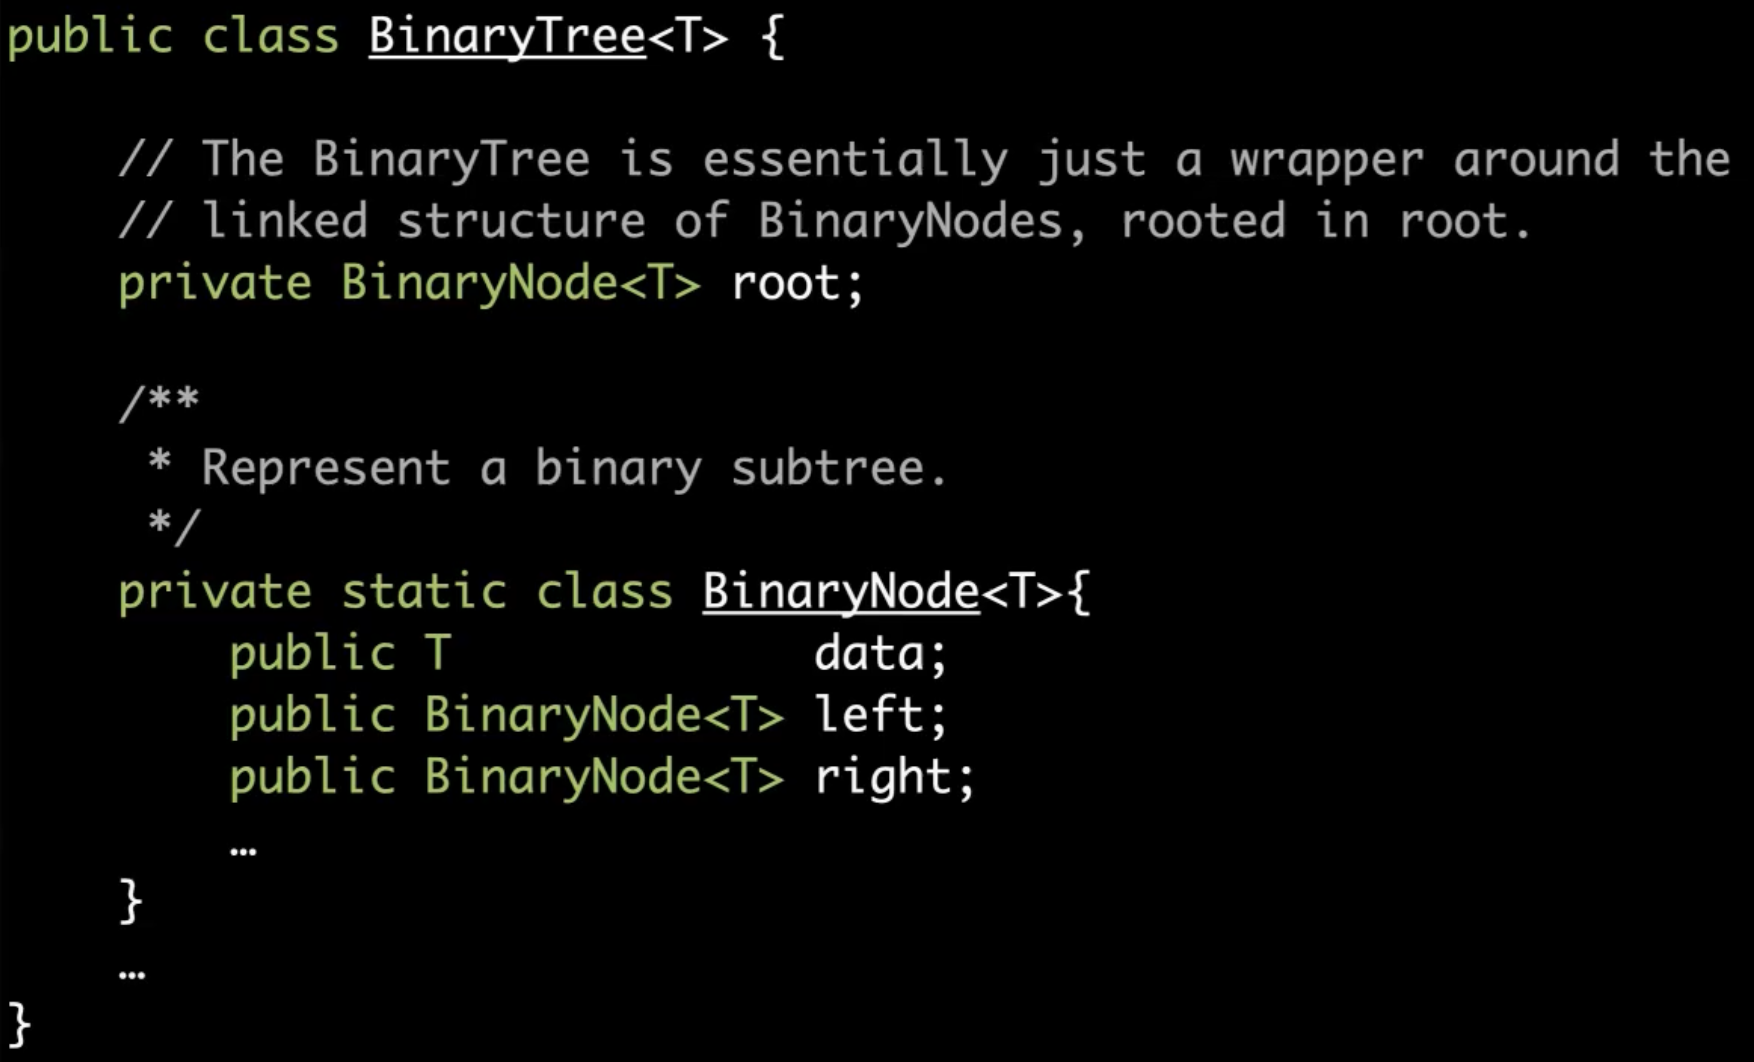 public class BinaryTree<T> {
    // The BinaryTree is essentially just a wrapper around the
    // linked structure of BinaryNodes, rooted in root.
    private BinaryNode<T> root;
    /**
     * Represent a binary subtree.
     */
    private static class BinaryNode<T>{
        public T             data;
        public BinaryNode<T> left;
        public BinaryNode<T> right;
        …
    }
    …
}